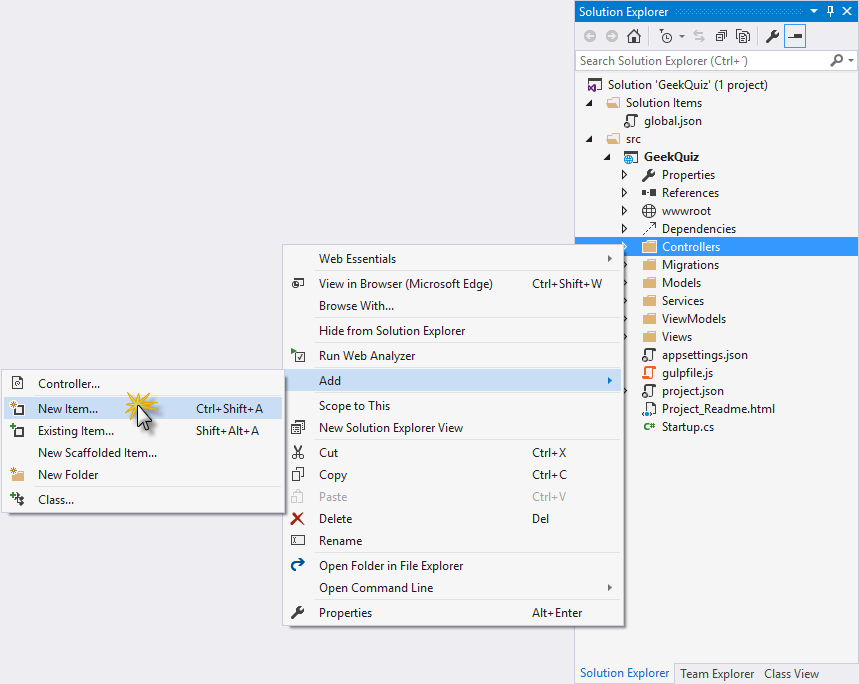 Solution Explorer
Search Solution Explorer (Ctrl+´)
Solution 'GeekQuiz' (1 project)
Solution Items
global.json
src
GeekQuiz
Properties
References
wwwroot
Dependencies
Controllers
Migrations
Models
Services
ViewModels
Views
appsettings.json
gulpfile.js
project.json
Project_Readme.html
Startup.cs
Web Essentials
View in Browser (Microsoft Edge) Ctrl+Shift+W
Browse With...
Hide from Solution Explorer
Run Web Analyzer
Add
Scope to This
New Solution Explorer View
Cut Ctrl+X
Copy Ctrl+C
Paste Ctrl+V
Delete Del
Rename
Open Folder in File Explorer
Open Command Line
Properties Alt+Enter
Controller...
New Item... Ctrl+Shift+A
Existing Item... Shift+Alt+A
New Scaffolded Item...
New Folder
Class...
Solution Explorer Team Explorer Class View